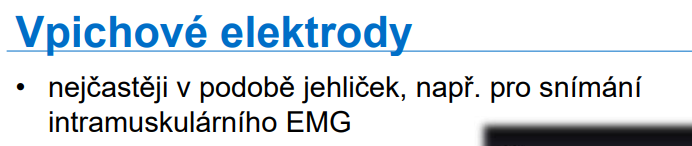 Vpichové elektrody
• nejčastěji v podobě jehliček, např. pro snímání
intramuskulárního EMG